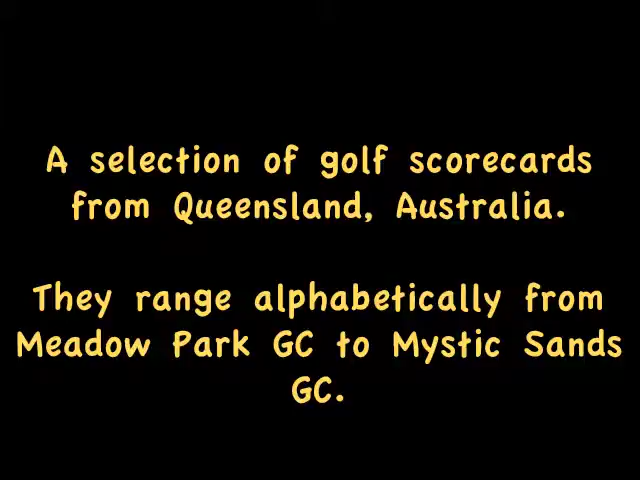 A selection of golf scorecards
from Queensland, Australia.
They range alphabetically from
Meadow Park GC to Mystic Sands
GC.